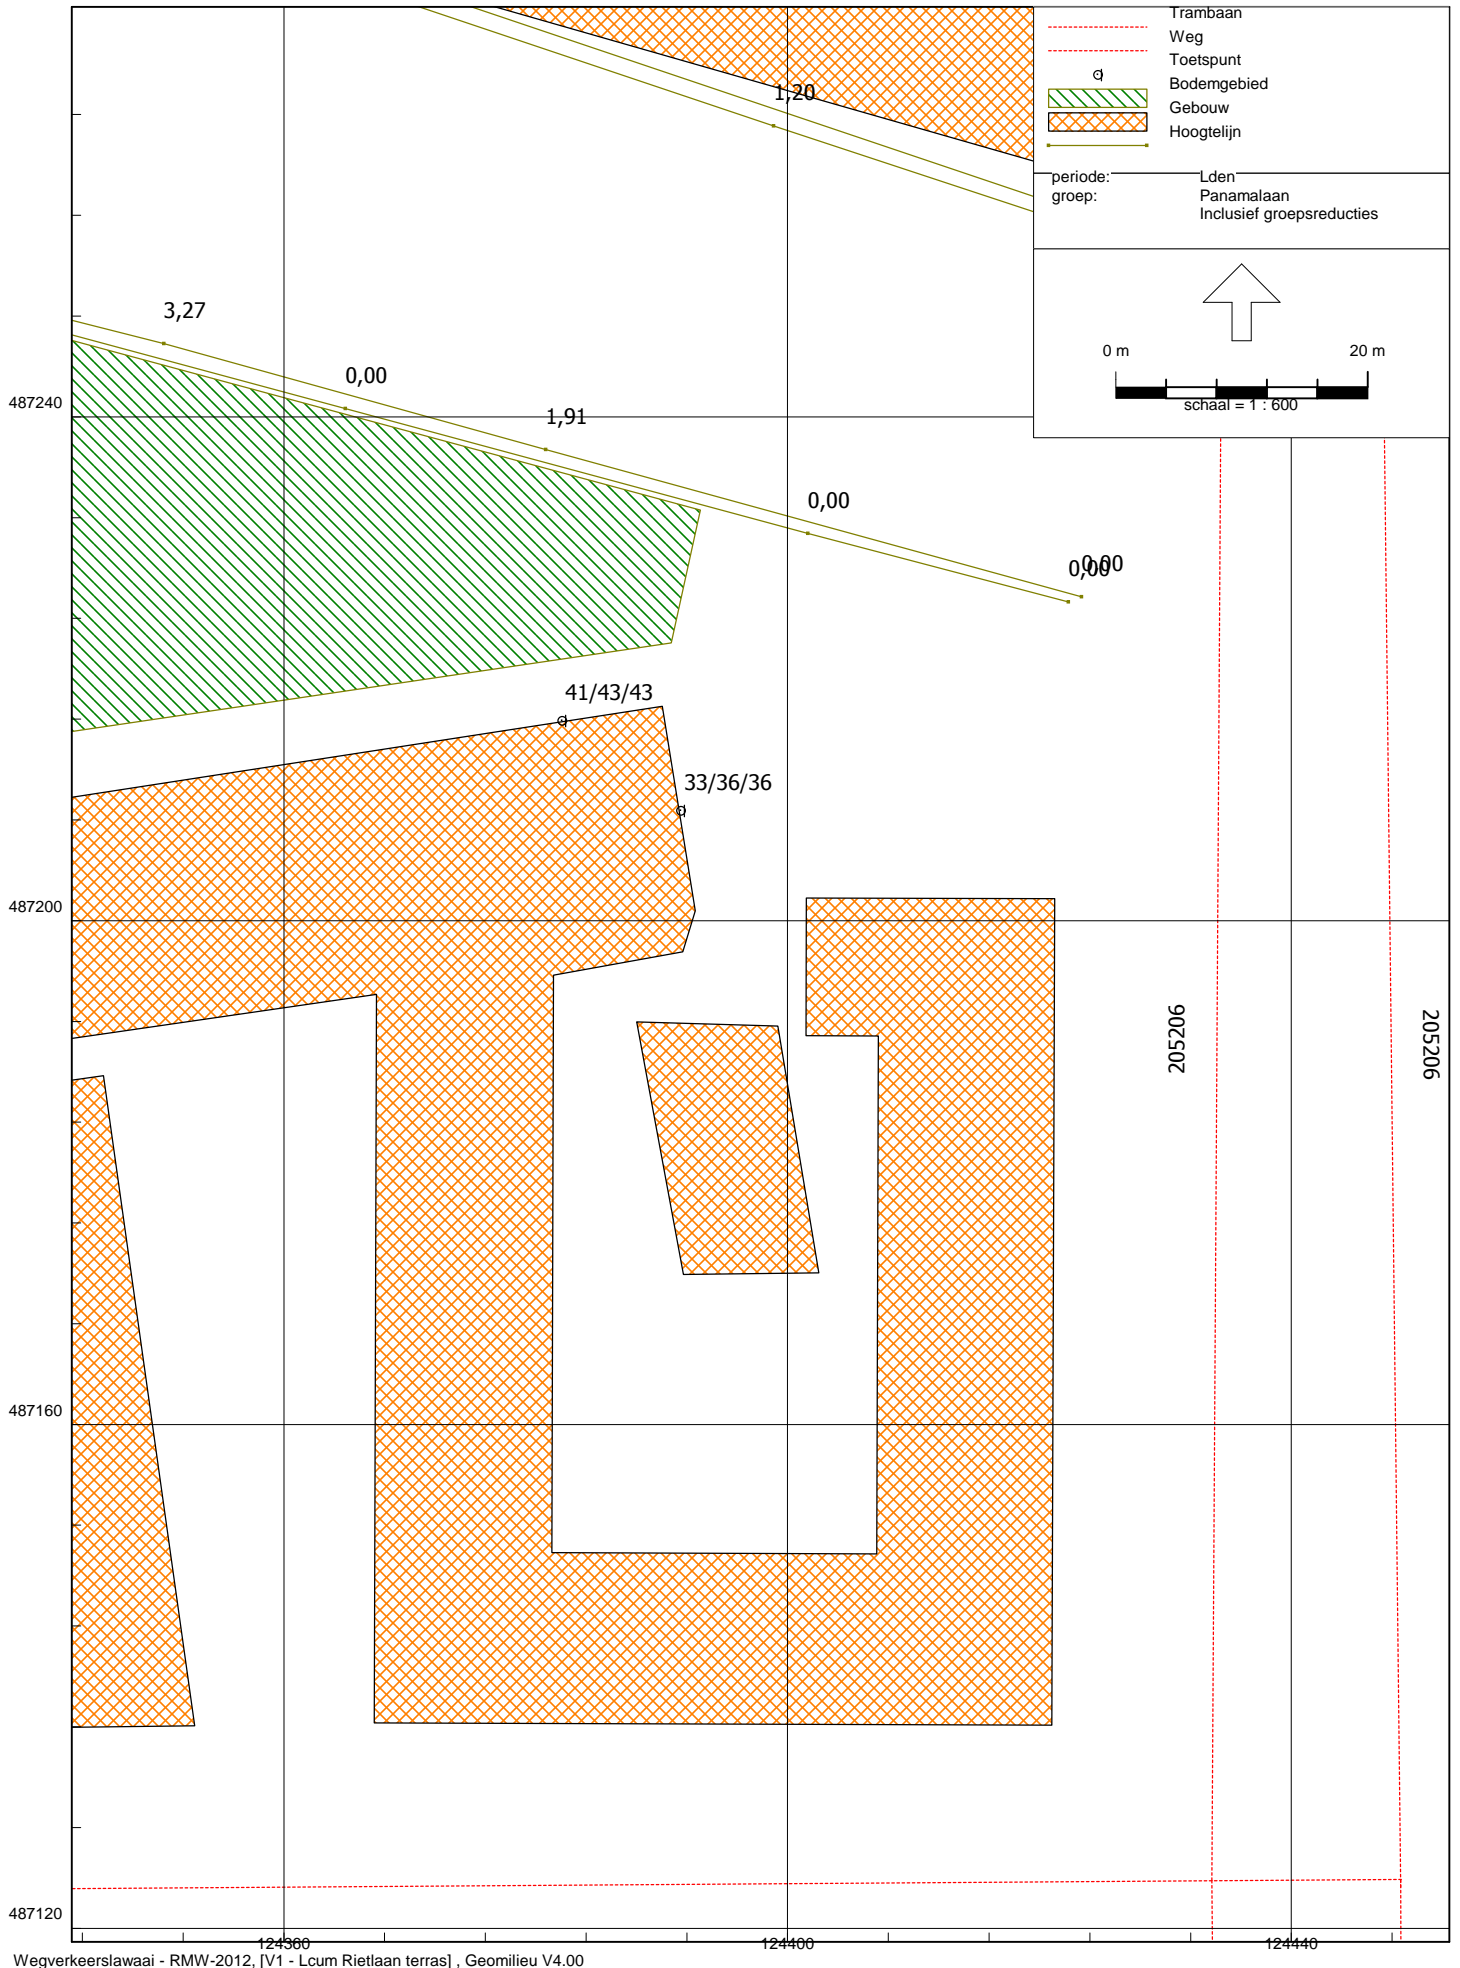 Trambaan
Weg
Toetspunt
Bodemgebied
Gebouw
Hoogtelijn
periode: Lden
groep: Panamalaan
Inclusief groepsreducties
0 m 20 m
schaal = 1 : 600
1,20
3,27
0,00
1,91
0,00
0,00
0,00
41/43/43
33/36/36
205206
205206
487240
487200
487160
487120
124360 124400 124440
Wegverkeerslawaai - RMW-2012, [V1 - Lcum Rietlaan terras] , Geomilieu V4.00